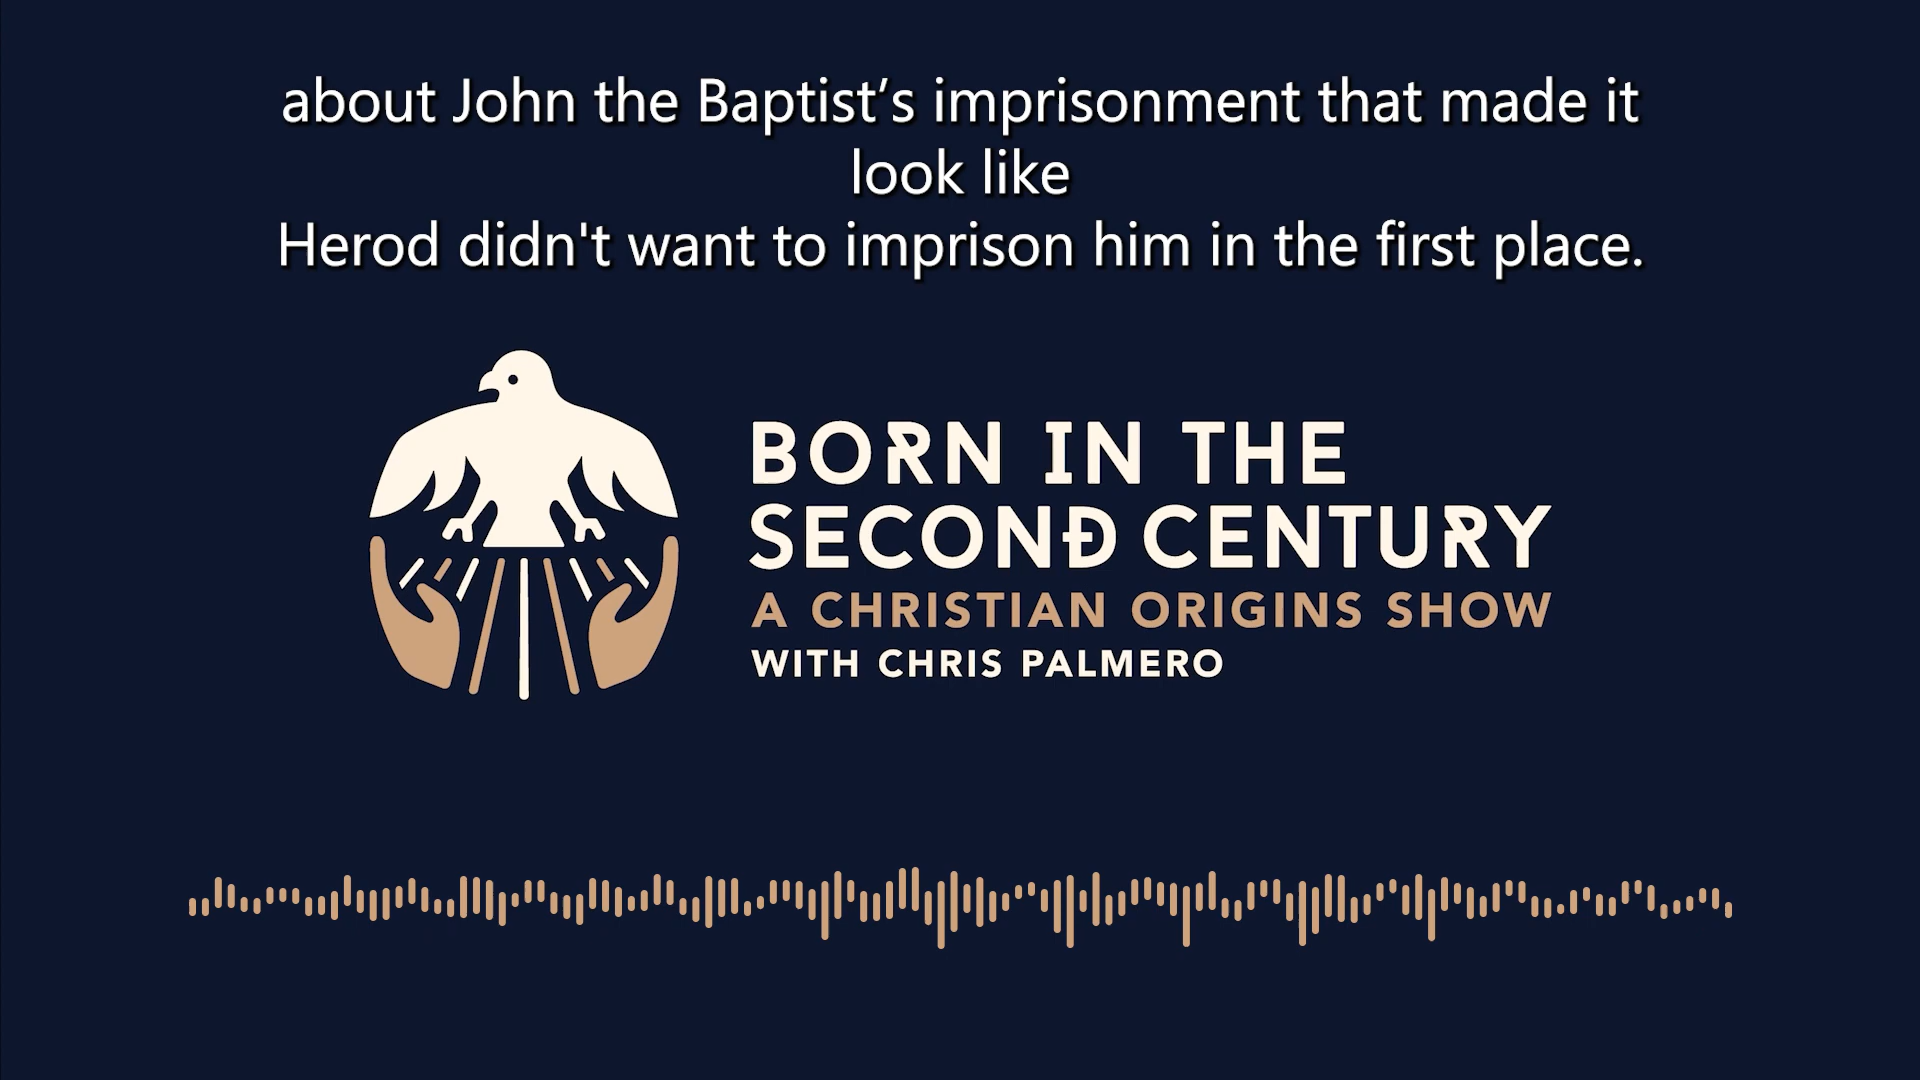 about John the Baptist’s imprisonment that made it
look like
Herod didn't want to imprison him in the first place.
BORN IN THE
SECOND CENTURY
A CHRISTIAN ORIGINS SHOW
WITH CHRIS PALMERO